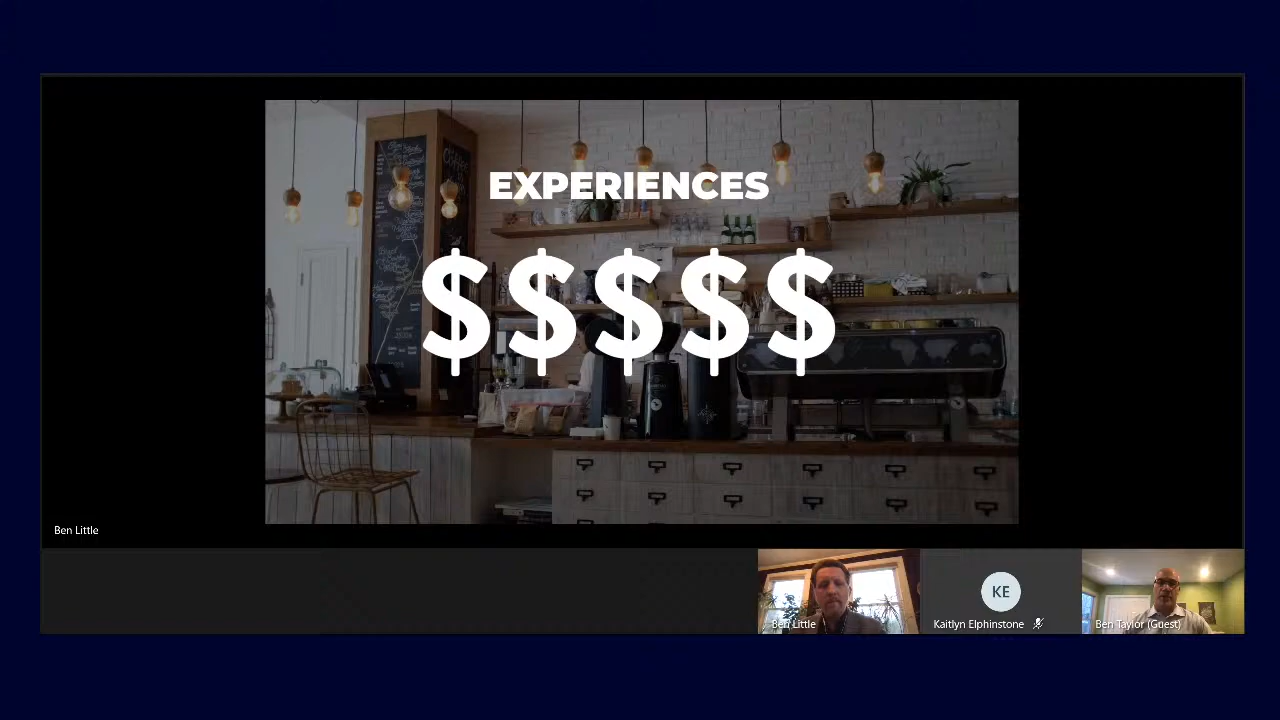 EXPERIENCES
$$$$$
Ben Little
Ben Little
KE
Kaitlyn Elphinstone
Ben Taylor (Guest)